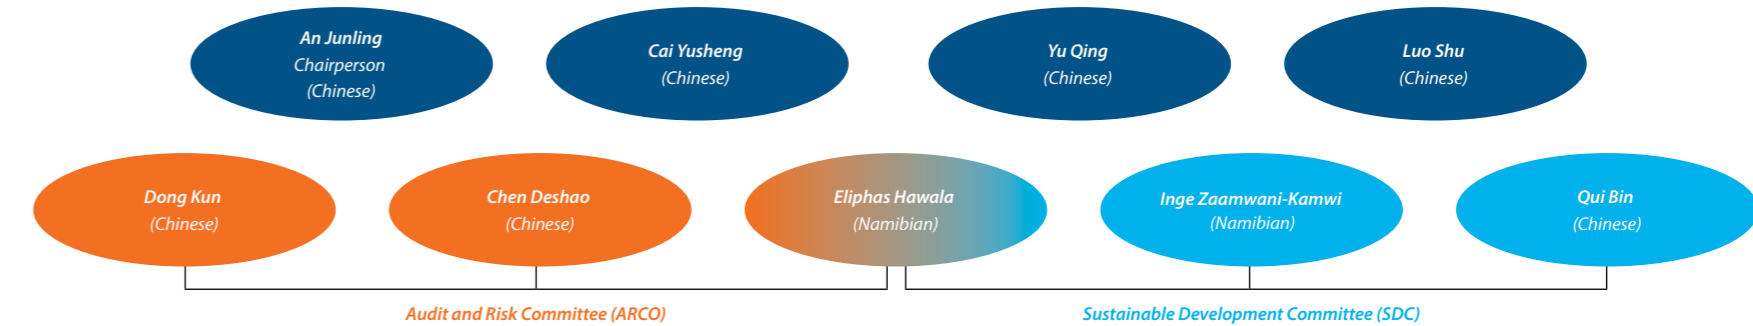 An Junling
Chairperson
(Chinese)
Cai Yusheng
(Chinese)
Yu Qing
(Chinese)
Luo Shu
(Chinese)
Dong Kun
(Chinese)
Chen Deshao
(Chinese)
Eliphas Hawala
(Namibian)
Inge Zaamwani-Kamwi
(Namibian)
Qui Bin
(Chinese)
Audit and Risk Committee (ARCO)
Sustainable Development Committee (SDC)